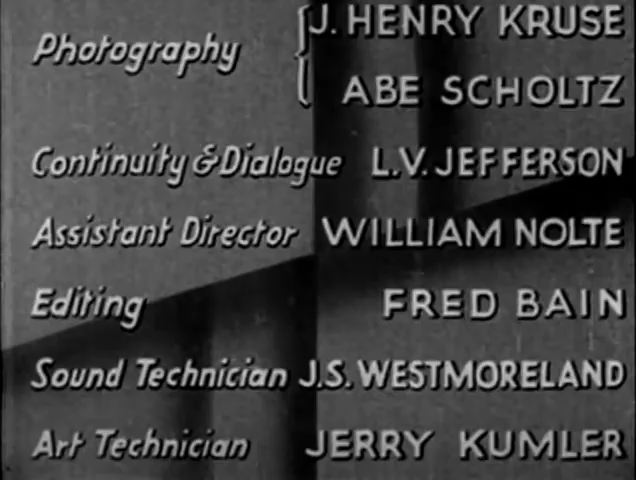 Photography { J. HENRY KRUSE
ABE SCHOLTZ
Continuity & Dialogue L.V. JEFFERSON
Assistant Director WILLIAM NOLTE
Editing FRED BAIN
Sound Technician J.S. WESTMORELAND
Art Technician JERRY KUMLER